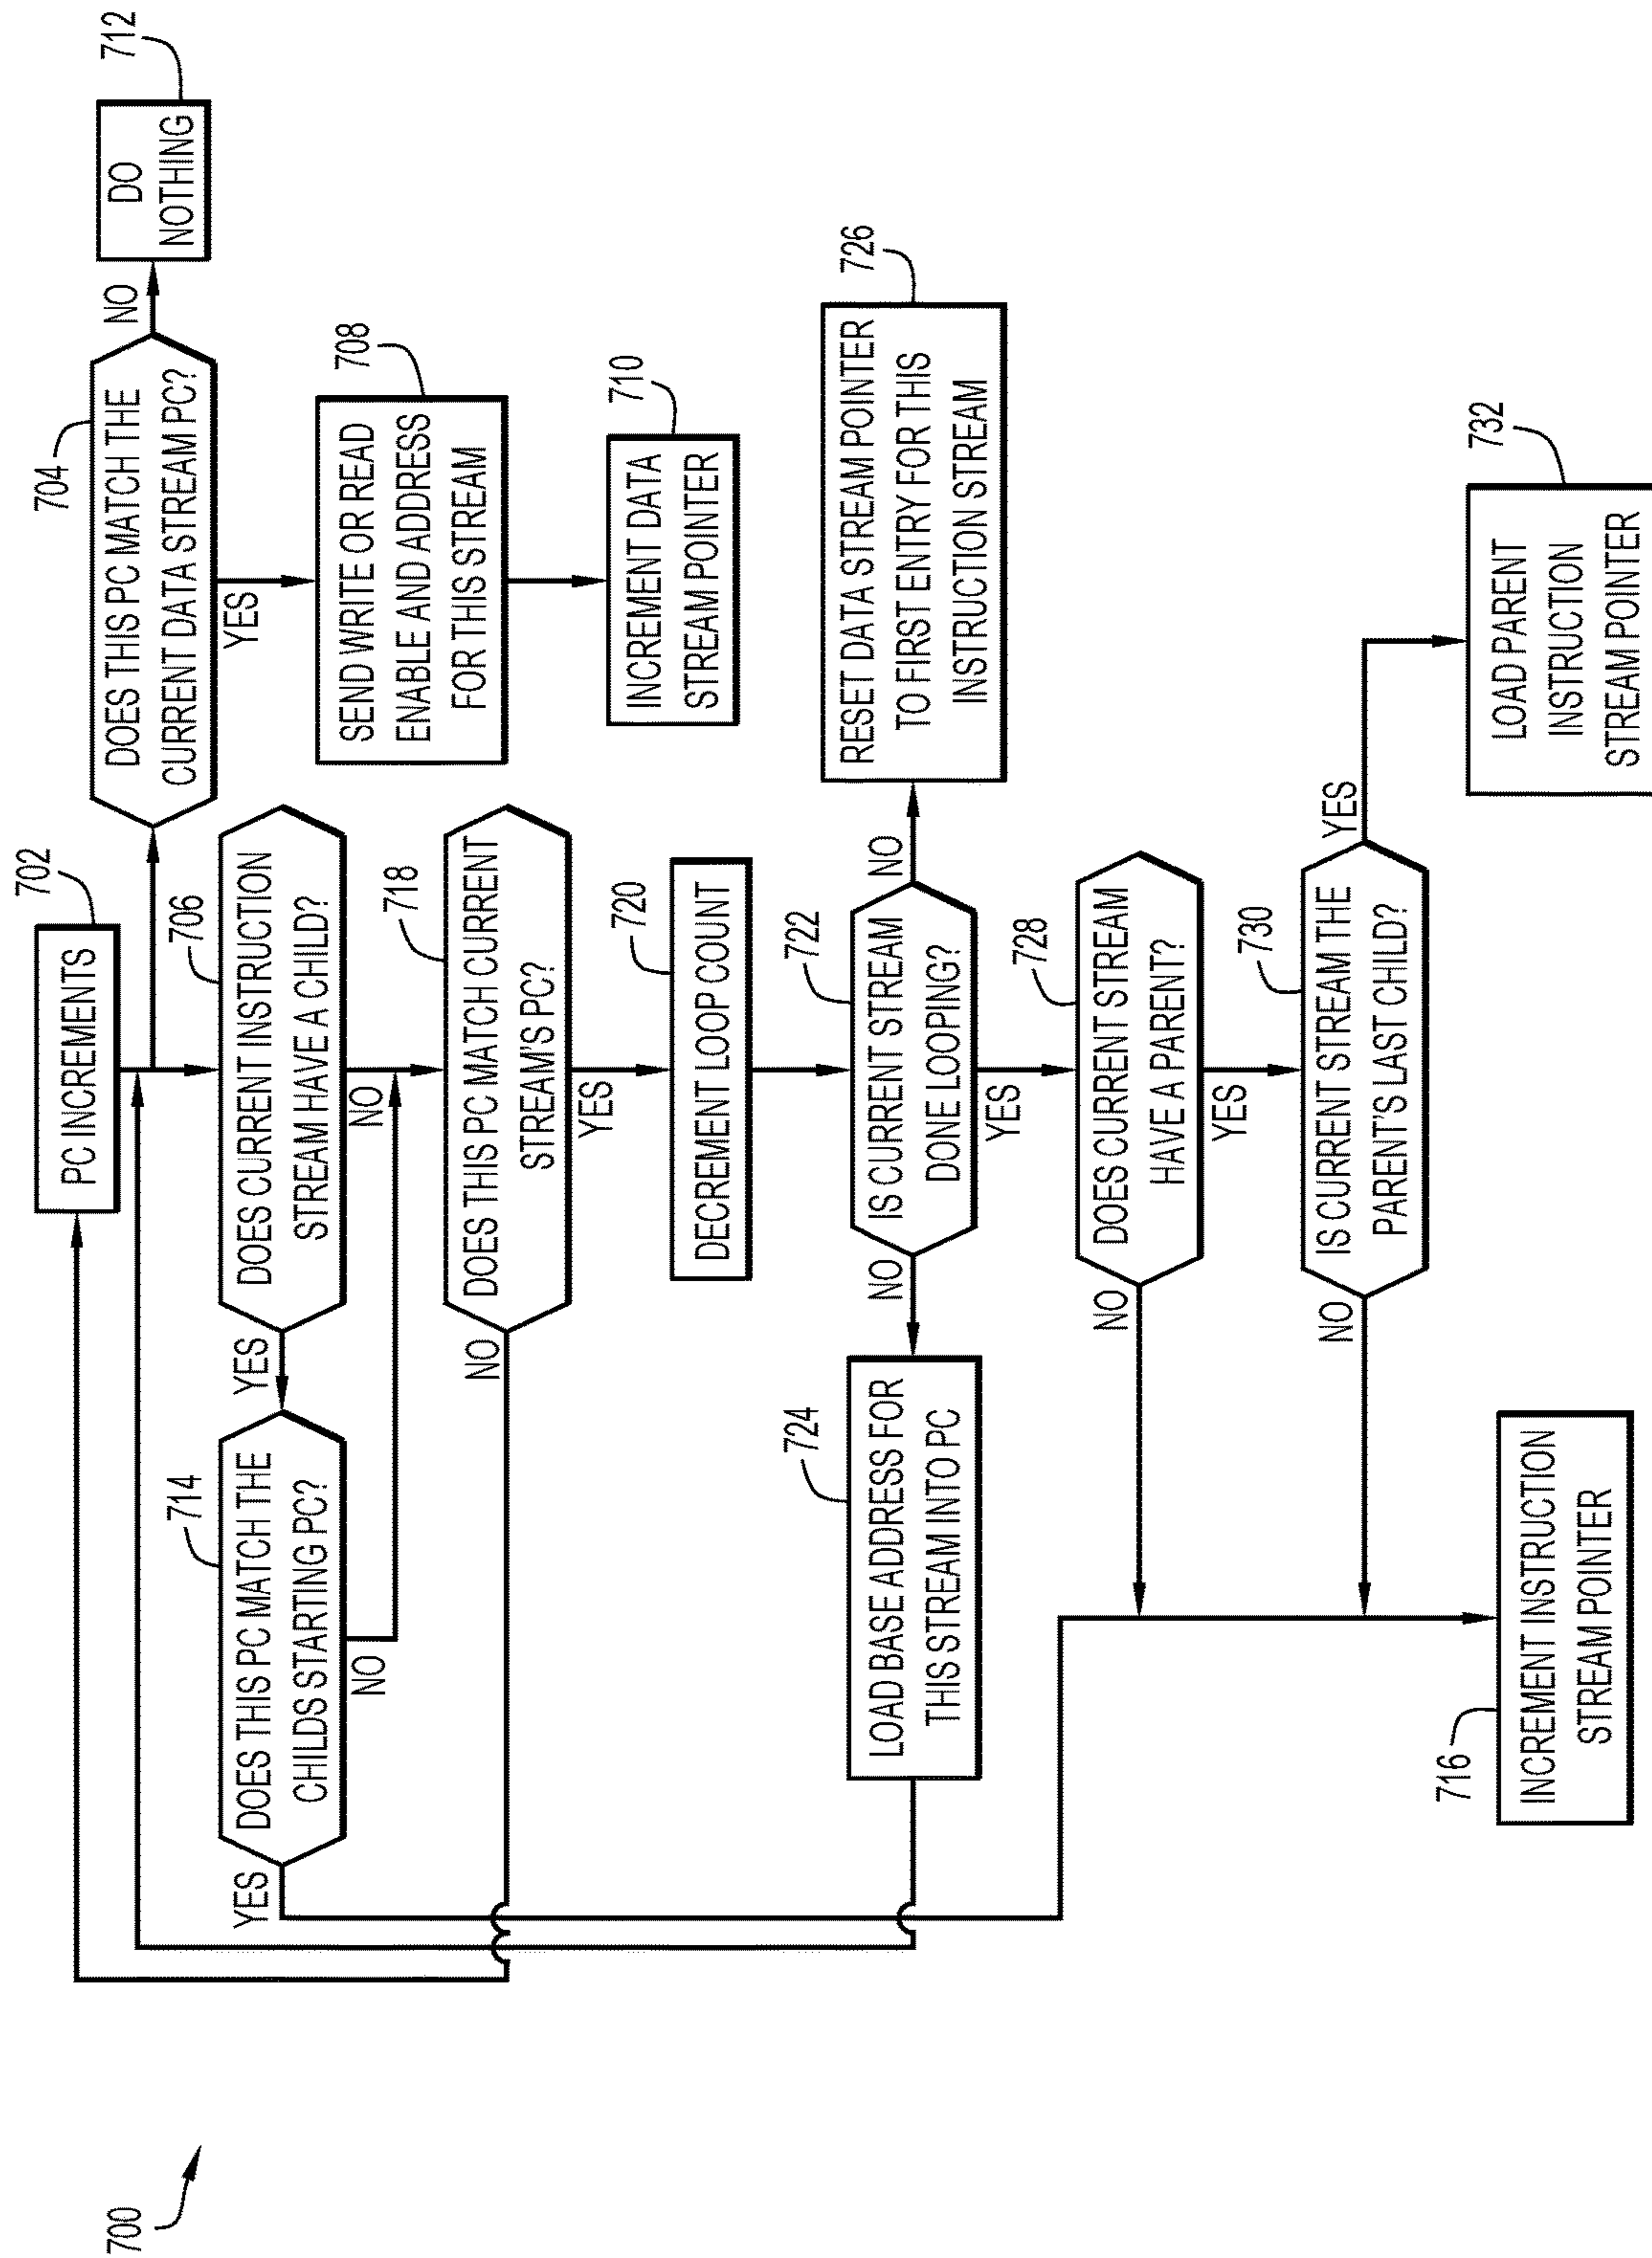 700
PC INCREMENTS
702
DOES THIS PC MATCH THE
CURRENT DATA STREAM PC?
704
NO
YES
DO
NOTHING
712
DOES CURRENT INSTRUCTION
STREAM HAVE A CHILD?
706
YES
NO
SEND WRITE OR READ
ENABLE AND ADDRESS
FOR THIS STREAM
708
INCREMENT DATA
STREAM POINTER
710
DOES THIS PC MATCH THE
CHILDS STARTING PC?
714
YES
NO
DOES THIS PC MATCH CURRENT
STREAM'S PC?
718
NO
YES
DECREMENT LOOP COUNT
720
IS CURRENT STREAM
DONE LOOPING?
722
NO
NO
YES
LOAD BASE ADDRESS FOR
THIS STREAM INTO PC
724
RESET DATA STREAM POINTER
TO FIRST ENTRY FOR THIS
INSTRUCTION STREAM
726
DOES CURRENT STREAM
HAVE A PARENT?
728
NO
YES
IS CURRENT STREAM THE
PARENT'S LAST CHILD?
730
NO
YES
INCREMENT INSTRUCTION
STREAM POINTER
716
LOAD PARENT
INSTRUCTION
STREAM POINTER
732